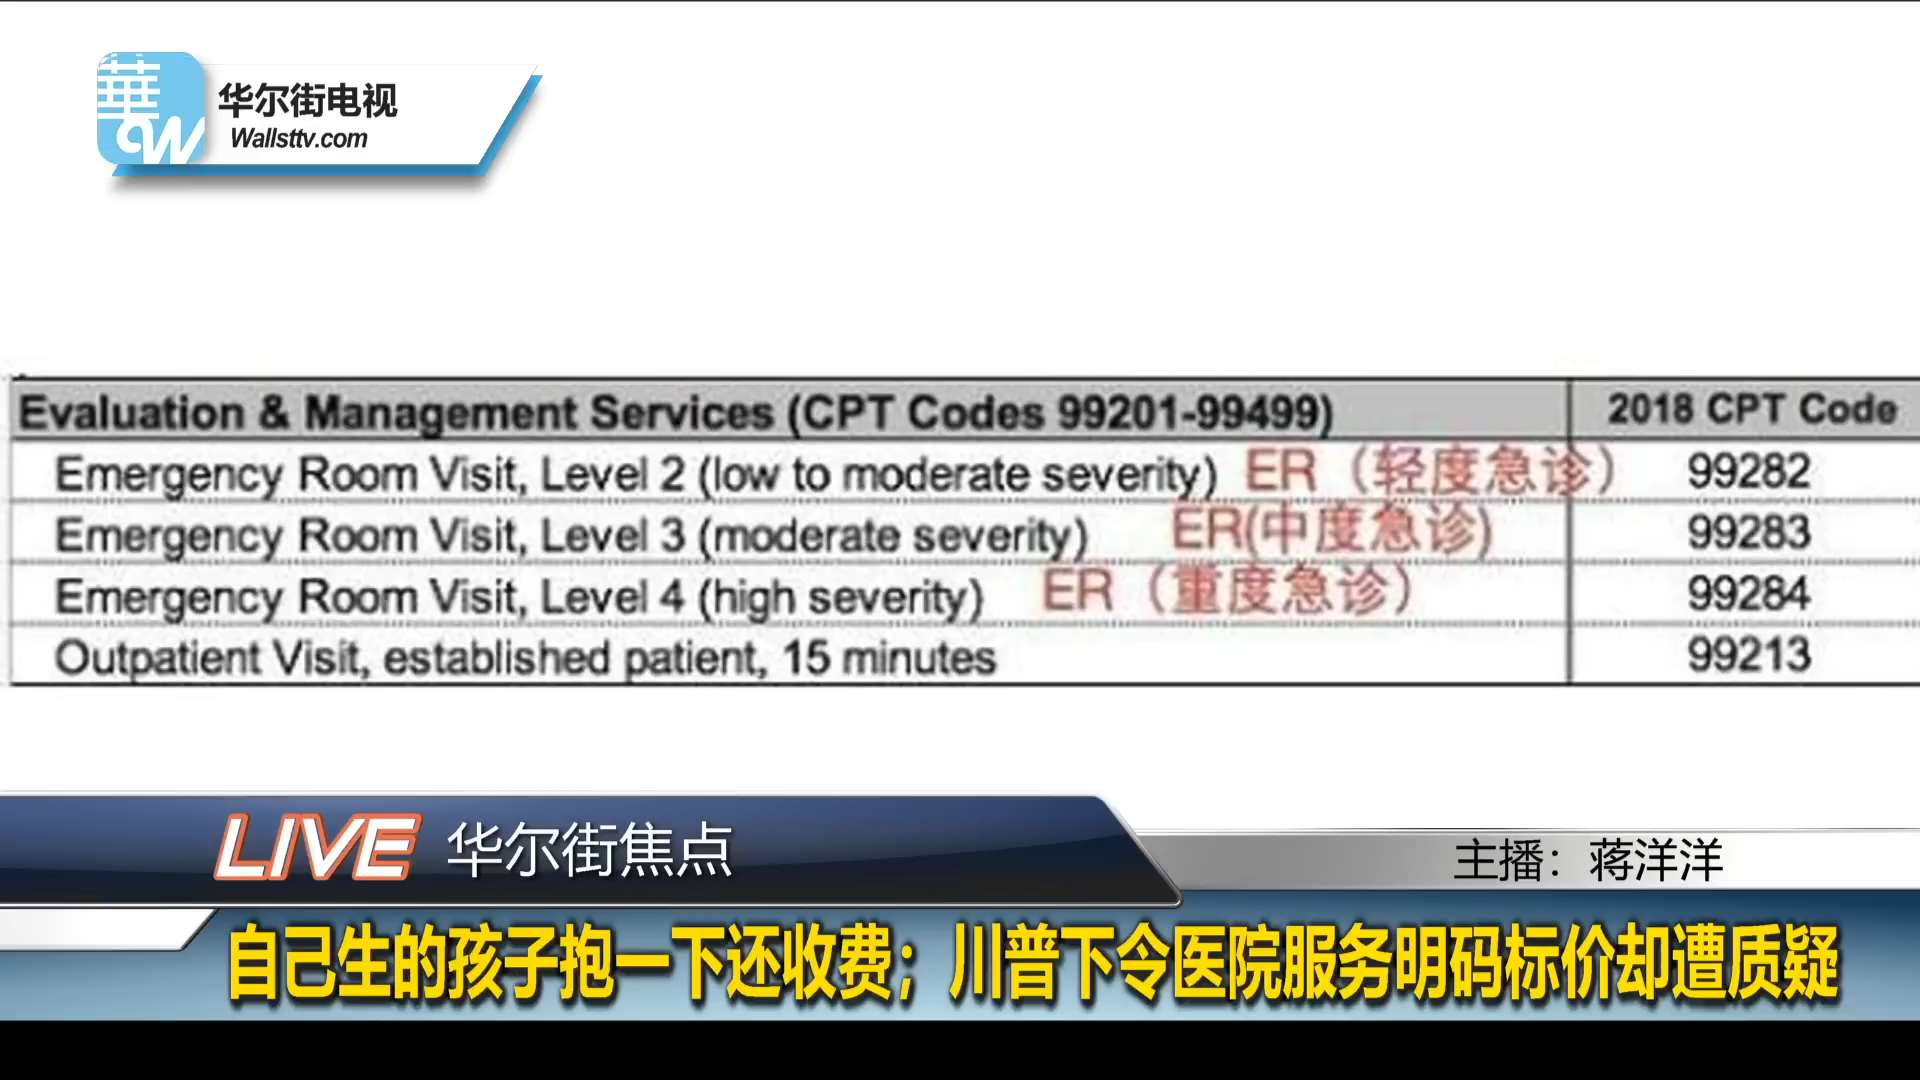 華
W
华尔街电视
Wallsttv.com
Evaluation & Management Services (CPT Codes 99201-99499) 2018 CPT Code
Emergency Room Visit, Level 2 (low to moderate severity) ER（轻度急诊） 99282
Emergency Room Visit, Level 3 (moderate severity) ER(中度急诊) 99283
Emergency Room Visit, Level 4 (high severity) ER（重度急诊） 99284
Outpatient Visit, established patient, 15 minutes 99213
LIVE 华尔街焦点
主播：蒋洋洋
自己生的孩子抱一下还收费；川普下令医院服务明码标价却遭质疑